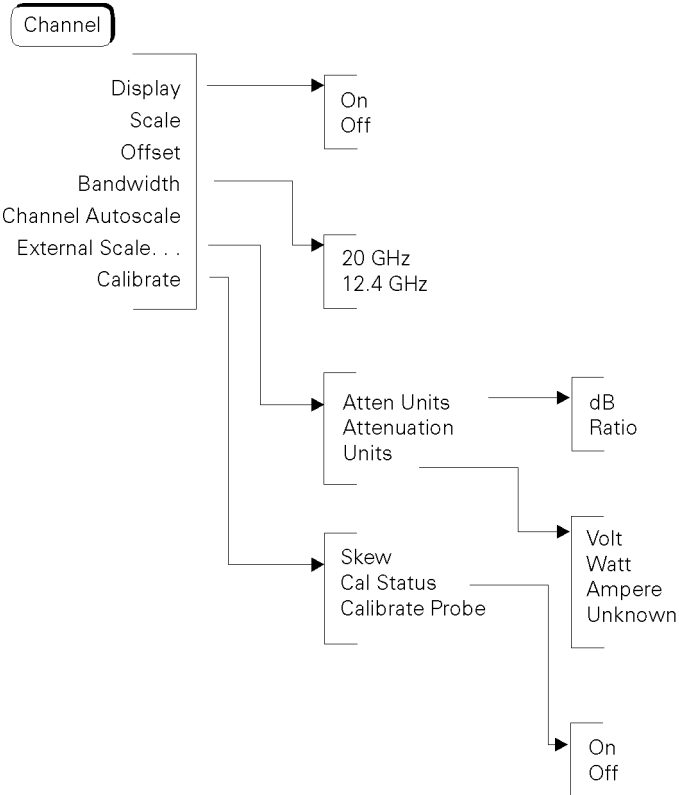 Channel
Display
Scale
Offset
Bandwidth
Channel Autoscale
External Scale. . .
Calibrate
On
Off
20 GHz
12.4 GHz
Atten Units
Attenuation
Units
dB
Ratio
Volt
Watt
Ampere
Unknown
Skew
Cal Status
Calibrate Probe
On
Off